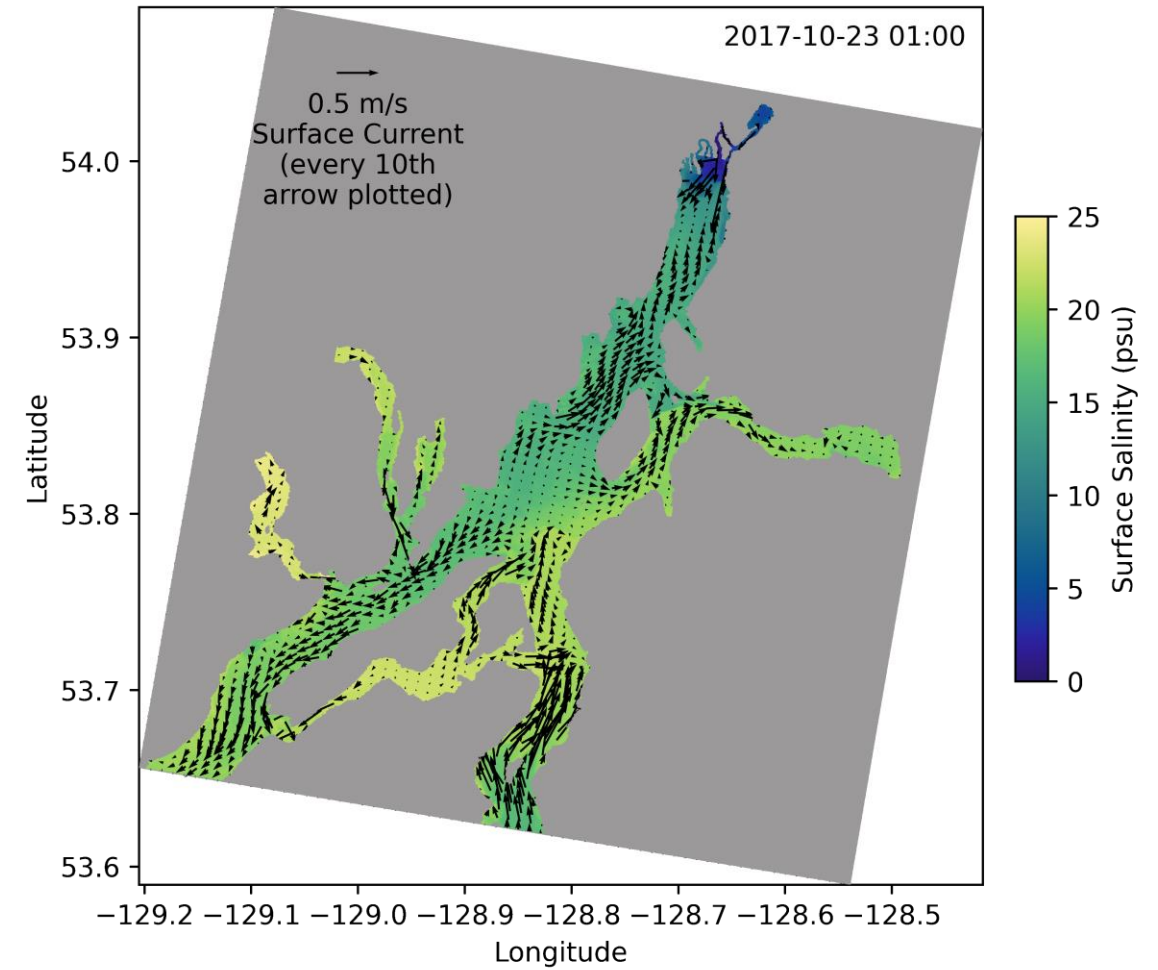 2017-10-23 01:00
0.5 m/s
Surface Current
(every 10th
arrow plotted)
54.0
53.9
53.8
53.7
53.6
Latitude
−129.2 −129.1 −129.0 −128.9 −128.8 −128.7 −128.6 −128.5
Longitude
25
20
15
10
5
0
Surface Salinity (psu)